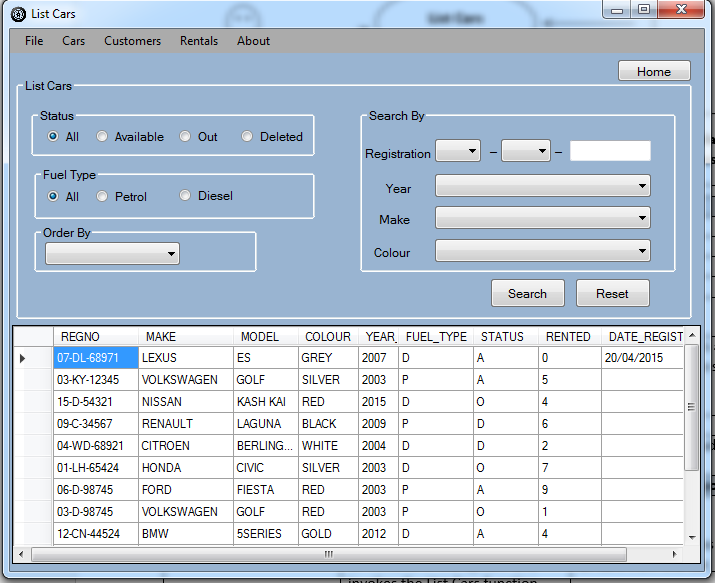 List Cars
File Cars Customers Rentals About
Home
List Cars
Status
All Available Out Deleted
Fuel Type
All Petrol Diesel
Order By
Search By
Registration – –
Year
Make
Colour
Search Reset
REGNO MAKE MODEL COLOUR YEAR_ FUEL_TYPE STATUS RENTED DATE_REGIST
07-DL-68971 LEXUS ES GREY 2007 D A 0 20/04/2015
03-KY-12345 VOLKSWAGEN GOLF SILVER 2003 P A 5
15-D-54321 NISSAN KASH KAI RED 2015 D O 4
09-C-34567 RENAULT LAGUNA BLACK 2009 P D 6
04-WD-68921 CITROEN BERLING... WHITE 2004 D D 2
01-LH-65424 HONDA CIVIC SILVER 2003 D O 7
06-D-98745 FORD FIESTA RED 2003 P A 9
03-D-98745 VOLKSWAGEN GOLF RED 2003 P O 1
12-CN-44524 BMW 5SERIES GOLD 2012 D A 4
invokes the List Cars function